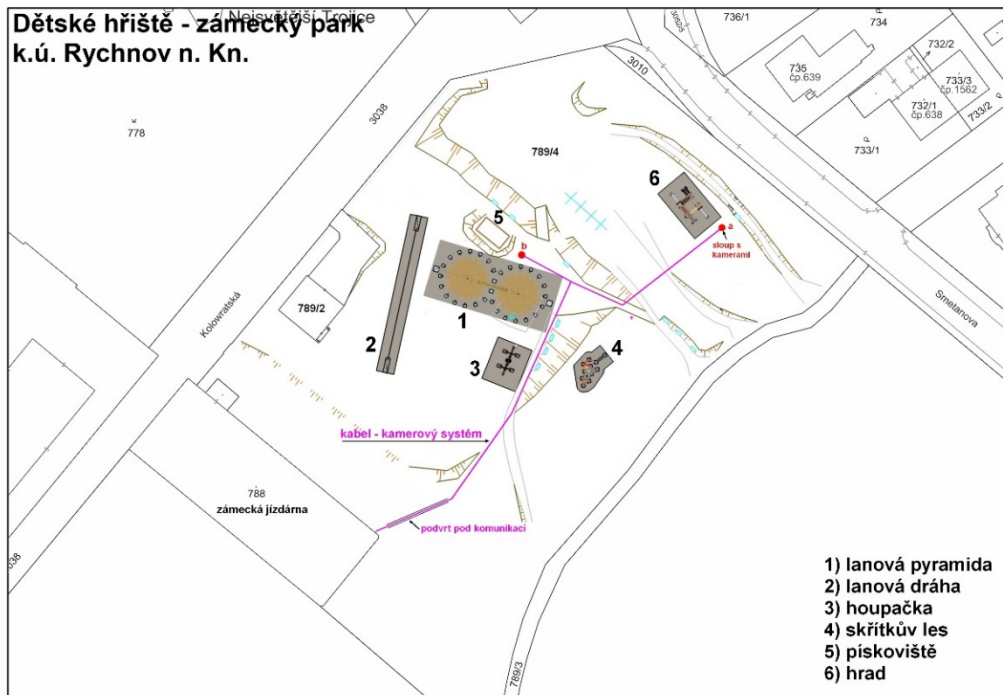 Nejsvětější Trojice
Dětské hřiště - zámecký park
k.ú. Rychnov n. Kn.
3092/5
736/1
734
732/2
735
čp.639
733/3
čp.1562
732/1
čp.638
733/2
733/1
3010
3038
778
789/4
6
5
a
sloup s
kamerami
b
789/2
1
2
3
4
Kolowratská
Smetanova
kabel - kamerový systém
788
zámecká jízdárna
podvrt pod komunikací
038
789/3
1) lanová pyramida
2) lanová dráha
3) houpačka
4) skřítkův les
5) pískoviště
6) hrad